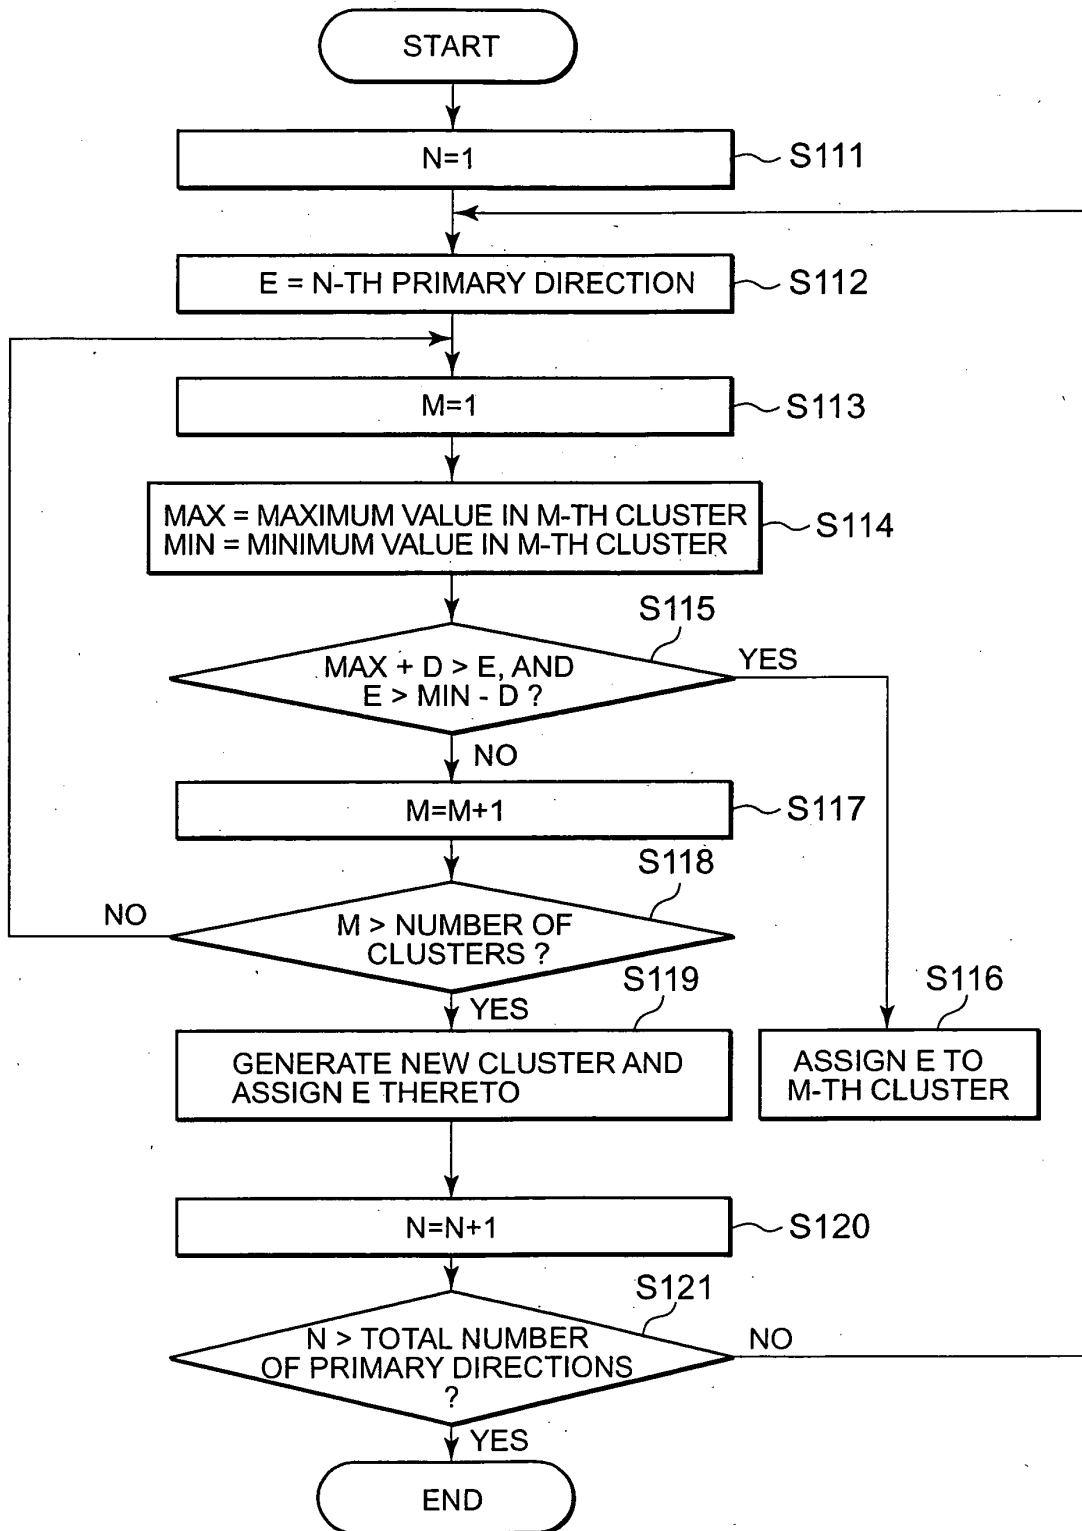 START
N=1
S111
E = N-TH PRIMARY DIRECTION
S112
M=1
S113
MAX = MAXIMUM VALUE IN M-TH CLUSTER
MIN = MINIMUM VALUE IN M-TH CLUSTER
S114
S115
MAX + D > E, AND
E > MIN - D ?
YES
NO
M=M+1
S117
S118
NO
M > NUMBER OF
CLUSTERS ?
YES
S119
S116
GENERATE NEW CLUSTER AND
ASSIGN E THERETO
ASSIGN E TO
M-TH CLUSTER
N=N+1
S120
S121
N > TOTAL NUMBER
OF PRIMARY DIRECTIONS
?
NO
YES
END